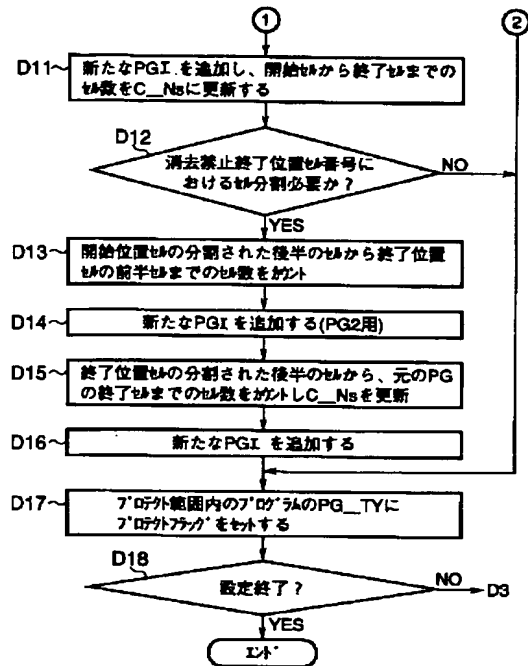 1
2
D11
新たなPGI.を追加し、開始ｾﾙから終了ｾﾙまでの
ｾﾙ数をC__Nsに更新する
D12
消去禁止終了位置ｾﾙ番号に
おけるｾﾙ分割必要か？
NO
YES
D13
開始位置ｾﾙの分割された後半のｾﾙから終了位置
ｾﾙの前半ｾﾙまでのｾﾙ数をｶｳﾝﾄ
D14
新たなPGIを追加する(PG2用)
D15
終了位置ｾﾙの分割された後半のｾﾙから、元のPG
の終了ｾﾙまでのｾﾙ数をｶｳﾝﾄしC__Nsを更新
D16
新たなPGIを追加する
D17
ﾌﾟﾛﾃｸﾄ範囲内のﾌﾟﾛｸﾞﾗﾑのPG__TYに
ﾌﾟﾛﾃｸﾄﾌﾗｯｸﾞをｾｯﾄする
D18
設定終了？
NO
D3
YES
ｴﾝﾄﾞ